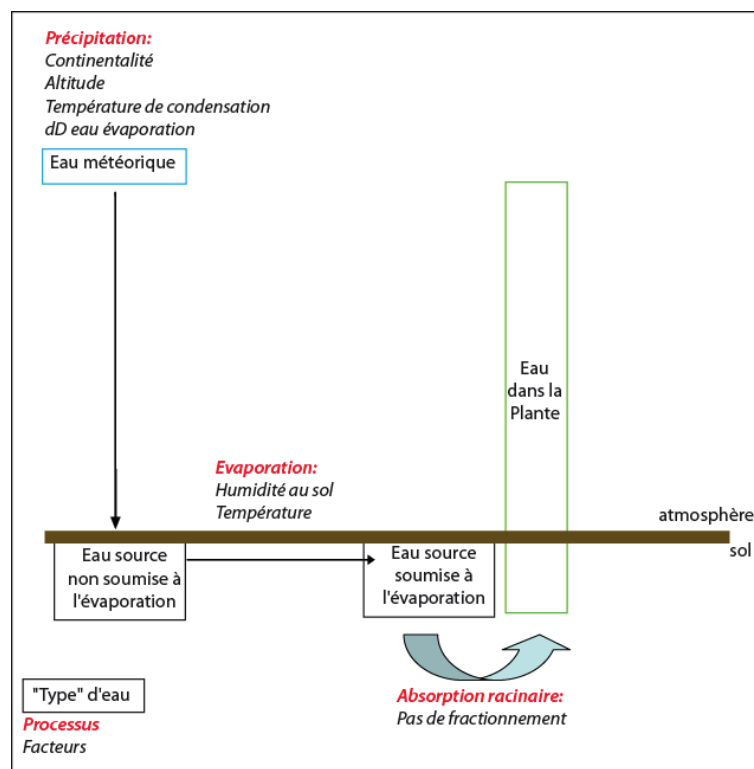 Précipitation:
Continentalité
Altitude
Température de condensation
dD eau évaporation
Eau météorique
Eau
dans la
Plante
Evaporation:
Humidité au sol
Température
atmosphère
sol
Eau source
non soumise à
l'évaporation
Eau source
soumise à
l'évaporation
Absorption racinaire:
Pas de fractionnement
"Type" d'eau
Processus
Facteurs